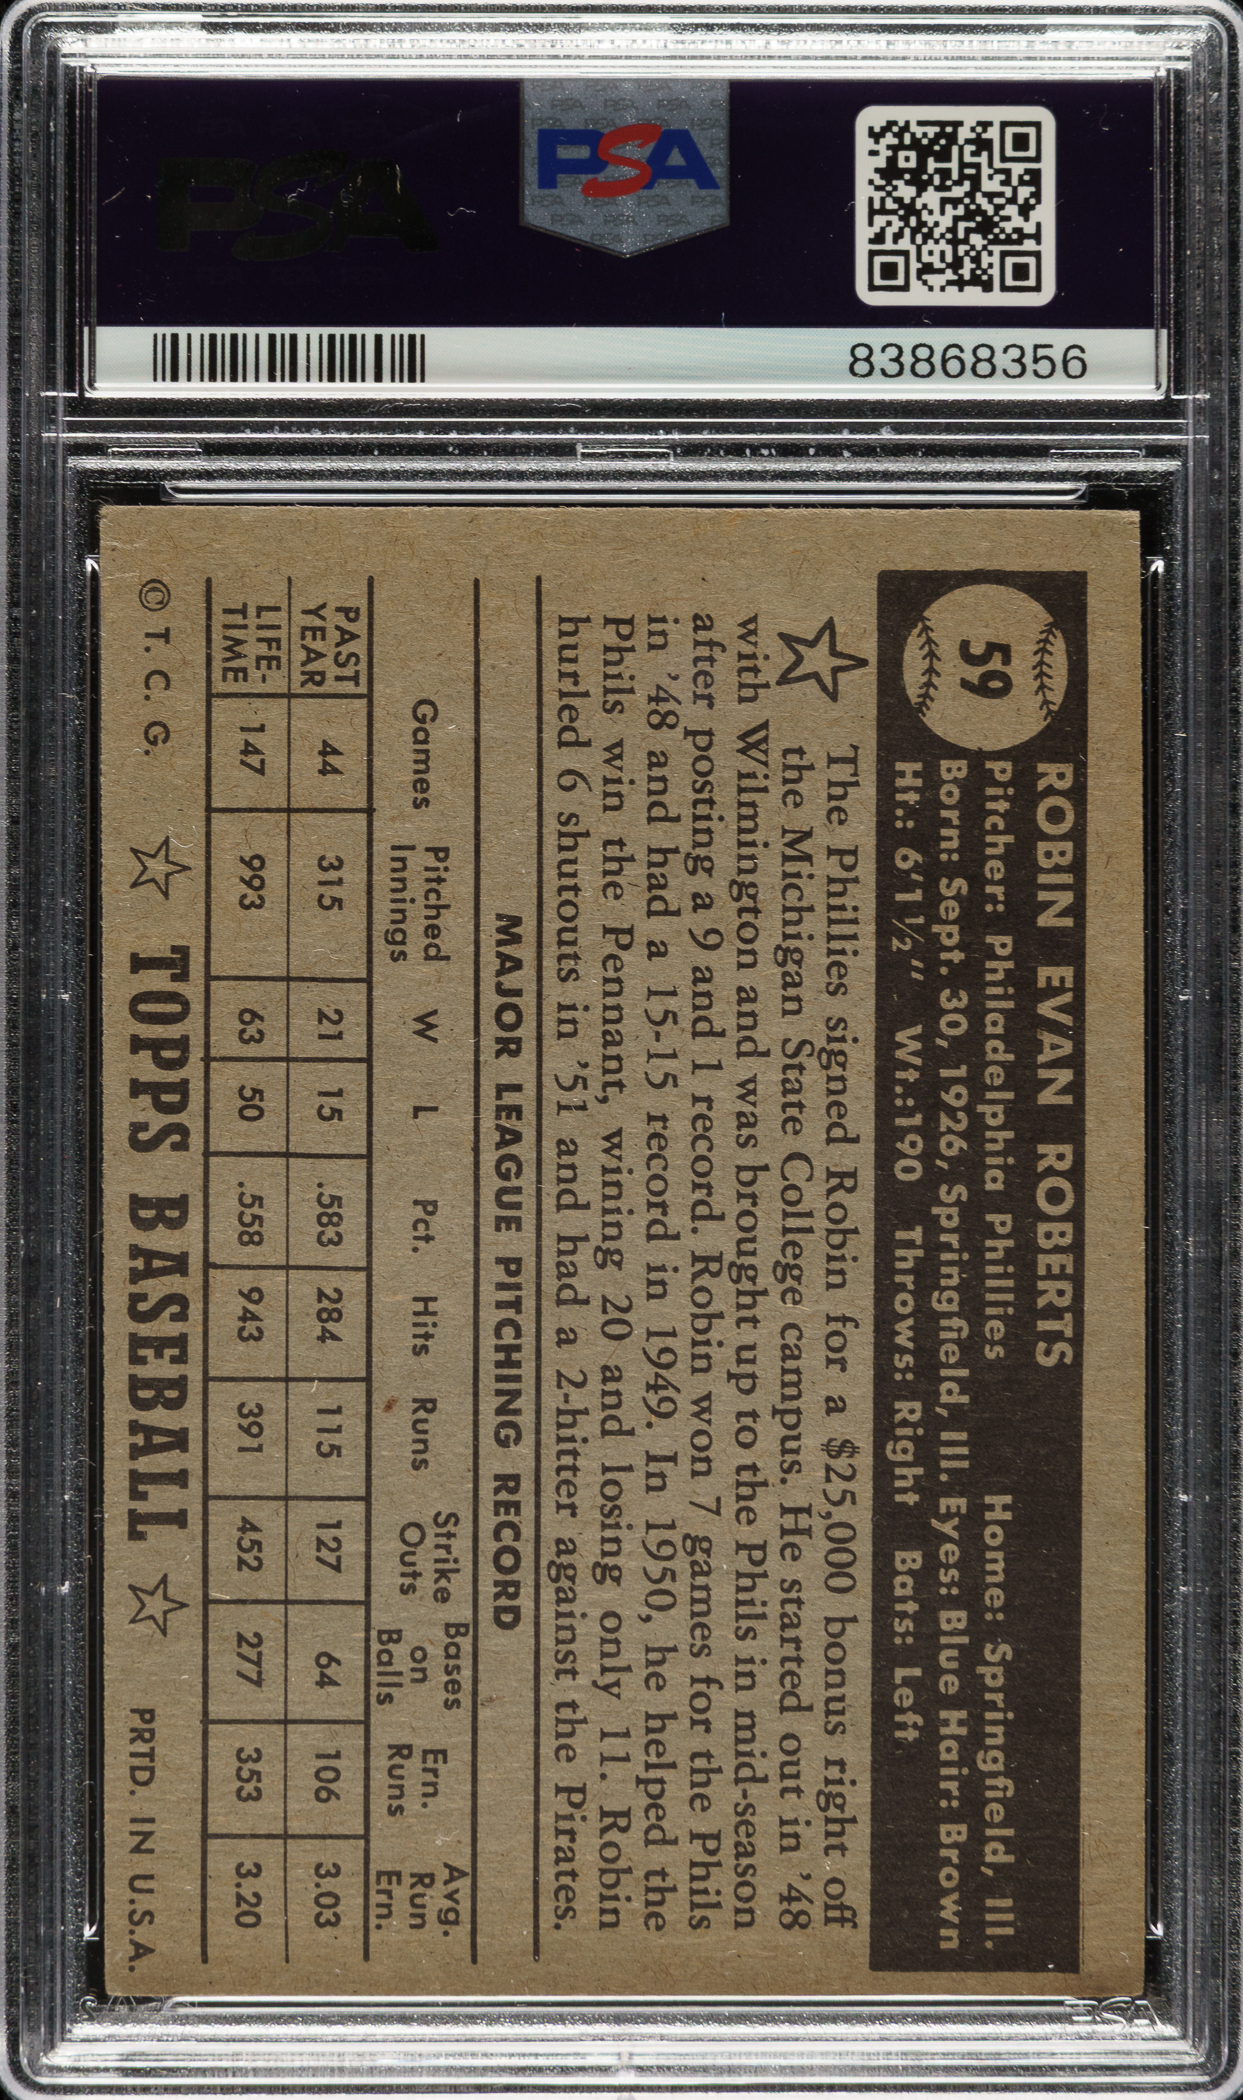 PSA
PSA
83868356
59
ROBIN EVAN ROBERTS
Pitcher: Philadelphia Phillies Home: Springfield, Ill.
Born: Sept. 30, 1926, Springfield, Ill. Eyes: Blue Hair: Brown
Ht.: 6'1½" Wt.:190 Throws: Right Bats: Left
The Phillies signed Robin for a $25,000 bonus right off
the Michigan State College campus. He started out in '48
with Wilmington and was brought up to the Phils in mid-season
after posting a 9 and 1 record. Robin won 7 games for the Phils
in '48 and had a 15-15 record in 1949. In 1950, he helped the
Phils win the Pennant, wining 20 and losing only 11. Robin
hurled 6 shutouts in '51 and had a 2-hitter against the Pirates.
MAJOR LEAGUE PITCHING RECORD
Games Pitched Innings W L Pct. Hits Runs Strike Outs Bases on Balls Ern. Runs Avg. Run Ern.
PAST YEAR 44 315 21 15 .583 284 115 127 64 106 3.03
LIFE-TIME 147 993 63 50 .558 943 391 452 277 353 3.20
© T. C. G. ☆ TOPPS BASEBALL ☆ PRTD. IN U.S.A.
PSA